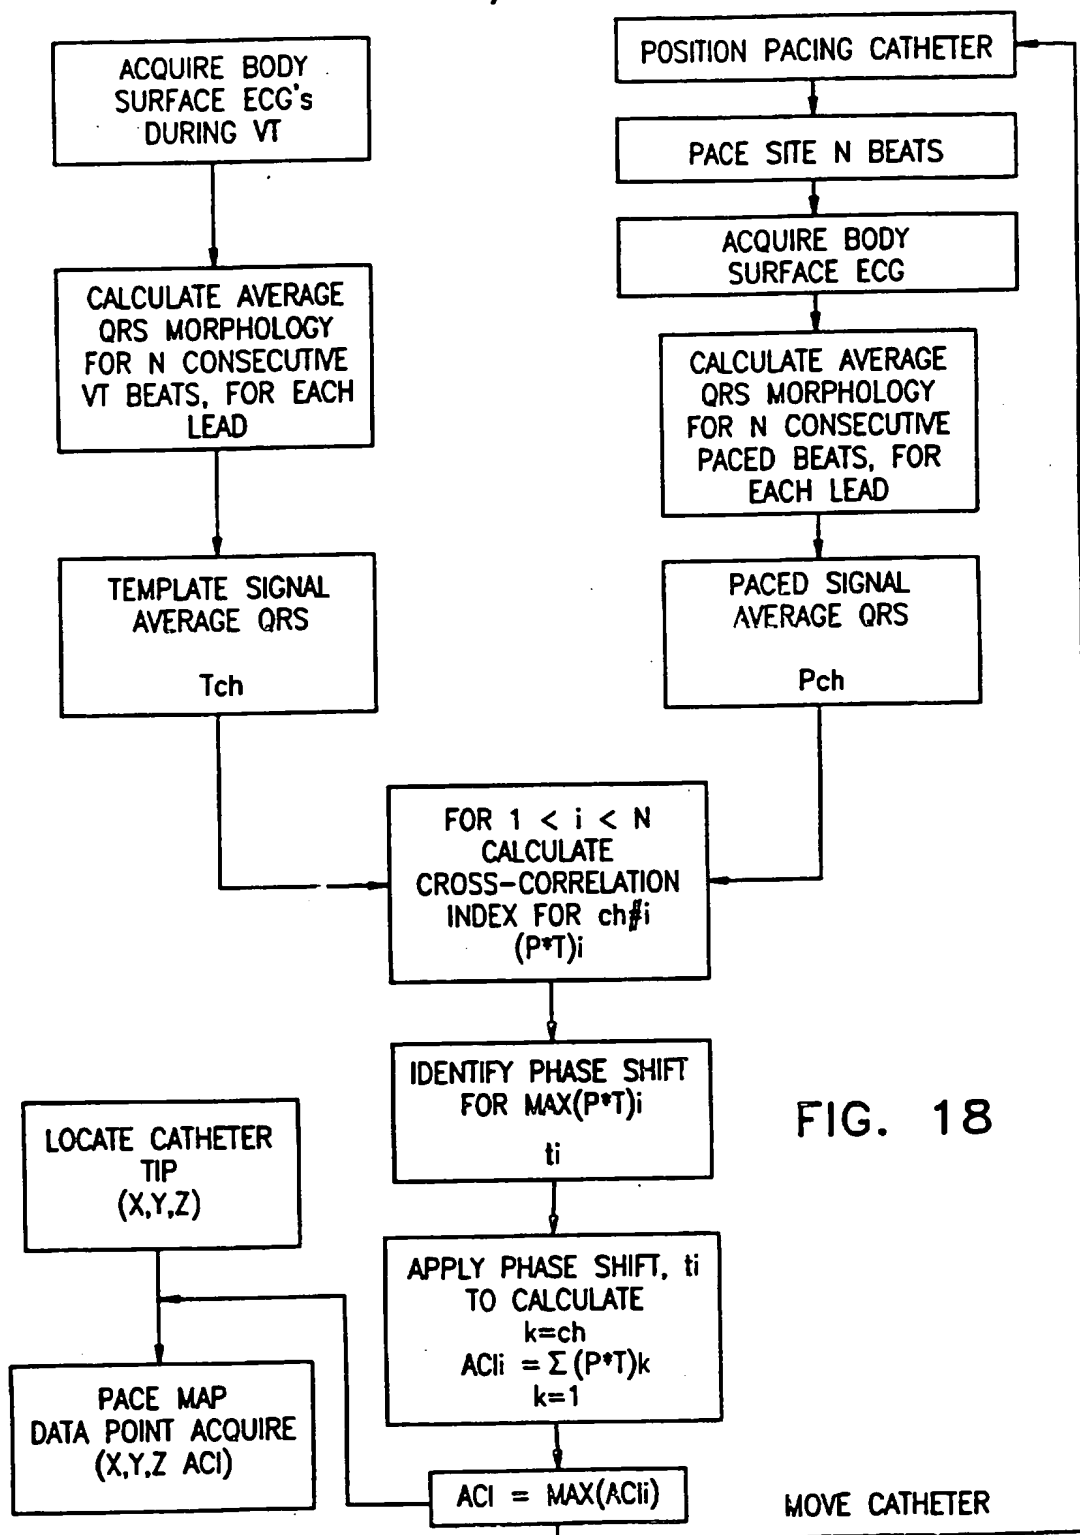 ACQUIRE BODY
SURFACE ECG's
DURING VT
CALCULATE AVERAGE
QRS MORPHOLOGY
FOR N CONSECUTIVE
VT BEATS, FOR EACH
LEAD
TEMPLATE SIGNAL
AVERAGE QRS
Tch
POSITION PACING CATHETER
PACE SITE N BEATS
ACQUIRE BODY
SURFACE ECG
CALCULATE AVERAGE
QRS MORPHOLOGY
FOR N CONSECUTIVE
PACED BEATS, FOR
EACH LEAD
PACED SIGNAL
AVERAGE QRS
Pch
FOR 1 < i < N
CALCULATE
CROSS-CORRELATION
INDEX FOR ch#i
(P*T)i
IDENTIFY PHASE SHIFT
FOR MAX(P*T)i
ti
FIG. 18
LOCATE CATHETER
TIP
(X,Y,Z)
APPLY PHASE SHIFT, ti
TO CALCULATE
k=ch
ACIi = Σ (P*T)k
k=1
PACE MAP
DATA POINT ACQUIRE
(X,Y,Z ACI)
ACI = MAX(ACIi)
MOVE CATHETER